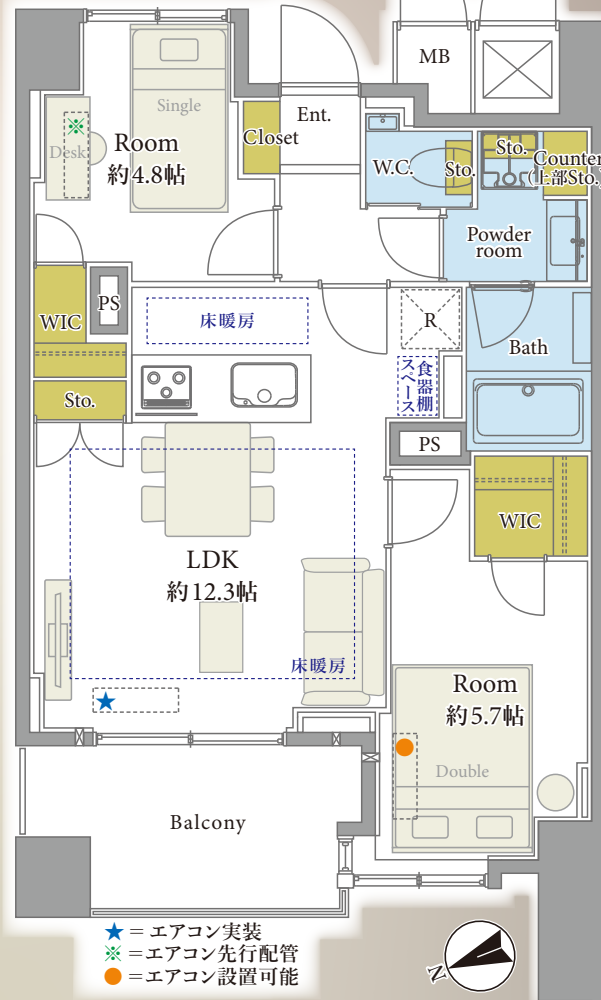 MB
Single
Desk
※
Room
約4.8帖
Closet
Ent.
W.C.
Sto.
Sto.
Counter
(上部Sto.)
Powder
room
WIC
PS
床暖房
R
食器棚
スペース
Bath
Sto.
PS
WIC
LDK
約12.3帖
床暖房
Room
約5.7帖
Double
Balcony
★=エアコン実装
※=エアコン先行配管
●=エアコン設置可能
N